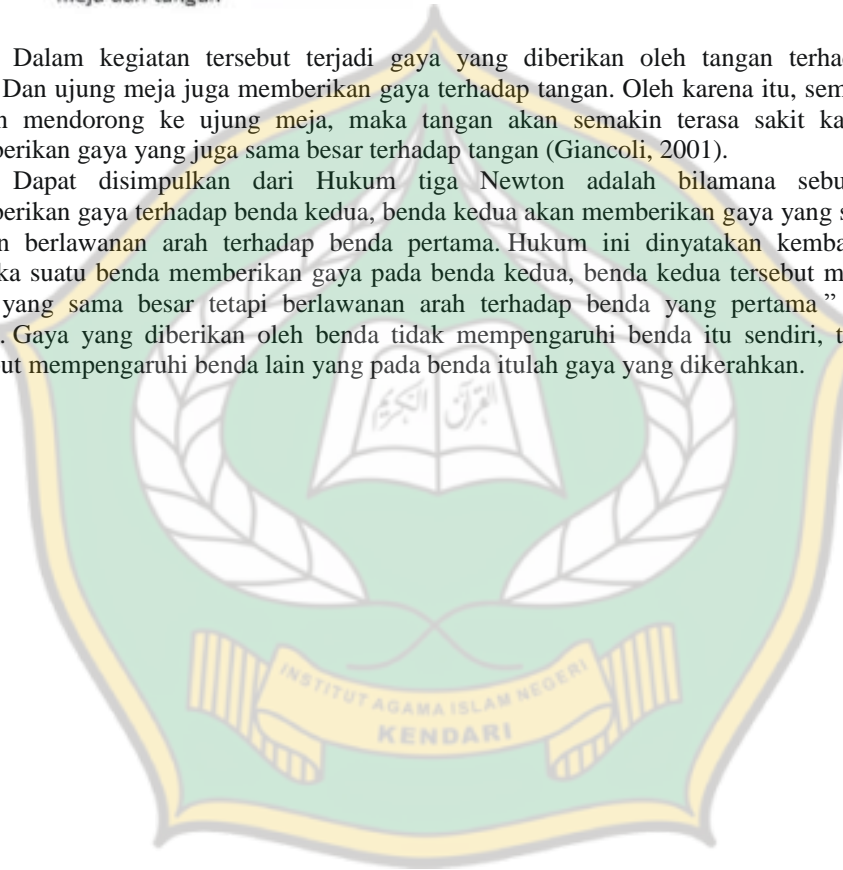 meja dan tangan
Dalam kegiatan tersebut terjadi gaya yang diberikan oleh tangan terhad
Dan ujung meja juga memberikan gaya terhadap tangan. Oleh karena itu, sem
n mendorong ke ujung meja, maka tangan akan semakin terasa sakit ka
berikan gaya yang juga sama besar terhadap tangan (Giancoli, 2001).
Dapat disimpulkan dari Hukum tiga Newton adalah bilamana sebu
berikan gaya terhadap benda kedua, benda kedua akan memberikan gaya yang s
n berlawanan arah terhadap benda pertama. Hukum ini dinyatakan kemba
ka suatu benda memberikan gaya pada benda kedua, benda kedua tersebut m
yang sama besar tetapi berlawanan arah terhadap benda yang pertama ”
. Gaya yang diberikan oleh benda tidak mempengaruhi benda itu sendiri, t
ut mempengaruhi benda lain yang pada benda itulah gaya yang dikerahkan.
القرآن الكريم
INSTITUT AGAMA ISLAM NEGERI
KENDARI